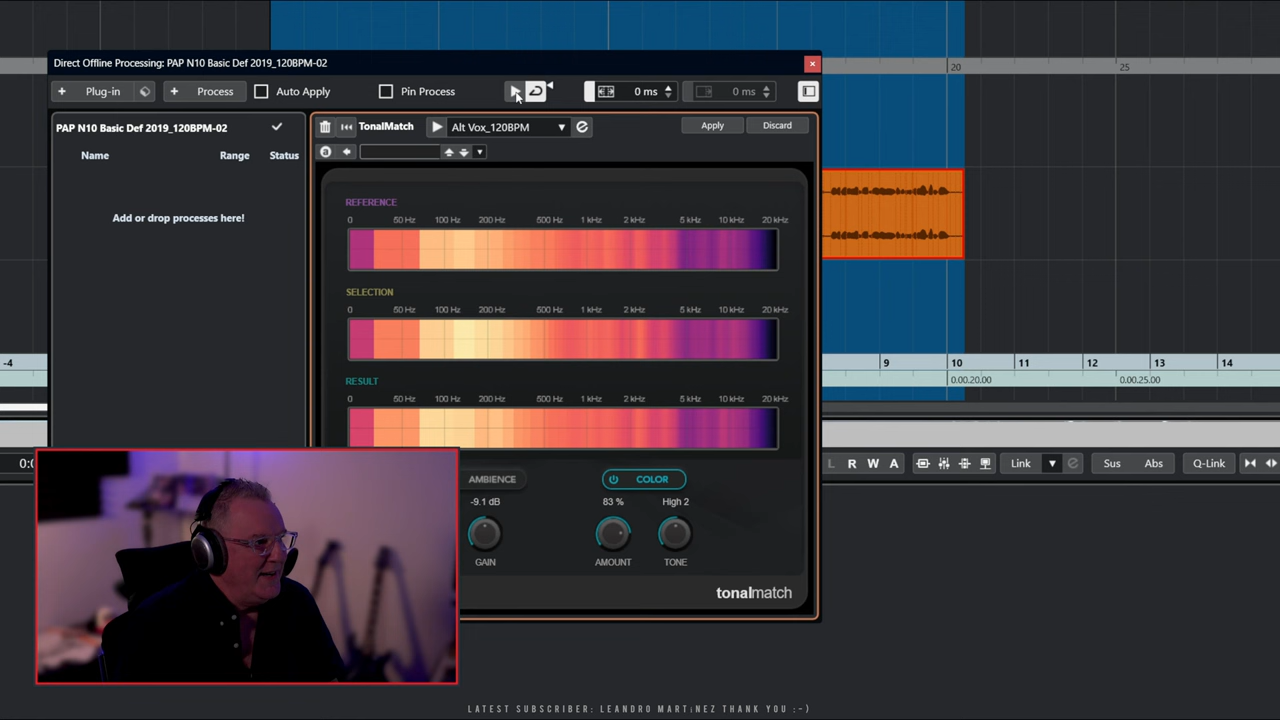 Direct Offline Processing: PAP N10 Basic Def 2019_120BPM-02
20 25
+ Plug-in + Process Auto Apply Pin Process 0 ms 0 ms
PAP N10 Basic Def 2019_120BPM-02
Name Range Status
Add or drop processes here!
TonalMatch Alt Vox_120BPM Apply Discard
REFERENCE
0 50 Hz 100 Hz 200 Hz 500 Hz 1 kHz 2 kHz 5 kHz 10 kHz 20 kHz
SELECTION
0 50 Hz 100 Hz 200 Hz 500 Hz 1 kHz 2 kHz 5 kHz 10 kHz 20 kHz
RESULT
0 50 Hz 100 Hz 200 Hz 500 Hz 1 kHz 2 kHz 5 kHz 10 kHz 20 kHz
-4 9 10 11 12 13 14
0:00:20.00 0:00:25.00
0:0
L R W A Link Sus Abs Q-Link
AMBIENCE COLOR
-9.1 dB 83 % High 2
GAIN AMOUNT TONE
tonalmatch
LATEST SUBSCRIBER: LEANDRO MARTiNEZ THANK YOU :-)